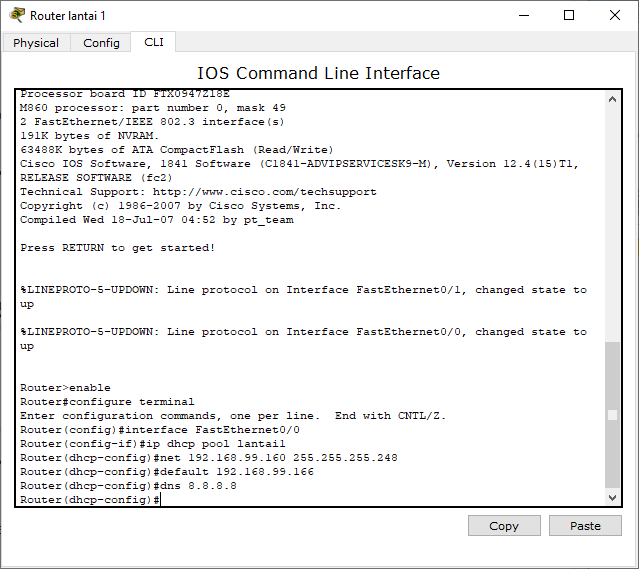 Router lantai 1
Physical
Config
CLI
IOS Command Line Interface
Processor board ID FTX0947Z18E
M860 processor: part number 0, mask 49
2 FastEthernet/IEEE 802.3 interface(s)
191K bytes of NVRAM.
63488K bytes of ATA CompactFlash (Read/Write)
Cisco IOS Software, 1841 Software (C1841-ADVIPSERVICESK9-M), Version 12.4(15)T1,
RELEASE SOFTWARE (fc2)
Technical Support: http://www.cisco.com/techsupport
Copyright (c) 1986-2007 by Cisco Systems, Inc.
Compiled Wed 18-Jul-07 04:52 by pt_team
Press RETURN to get started!
%LINEPROTO-5-UPDOWN: Line protocol on Interface FastEthernet0/1, changed state to
up
%LINEPROTO-5-UPDOWN: Line protocol on Interface FastEthernet0/0, changed state to
up
Router>enable
Router#configure terminal
Enter configuration commands, one per line.  End with CNTL/Z.
Router(config)#interface FastEthernet0/0
Router(config-if)#ip dhcp pool lantai1
Router(dhcp-config)#net 192.168.99.160 255.255.255.248
Router(dhcp-config)#default 192.168.99.166
Router(dhcp-config)#dns 8.8.8.8
Router(dhcp-config)#
Copy
Paste